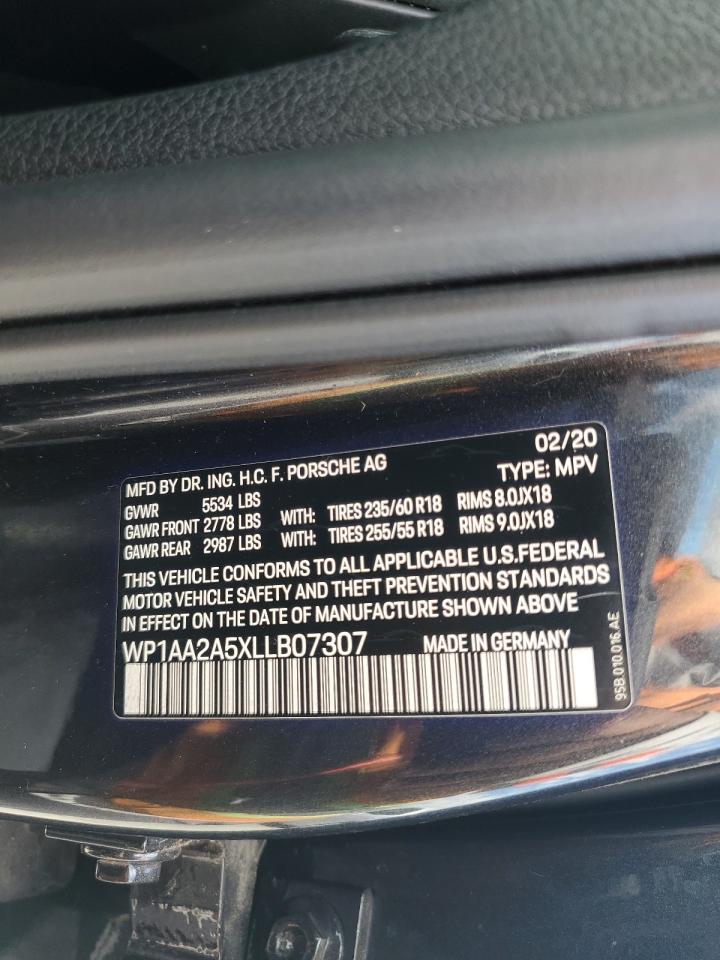 MFD BY DR. ING. H.C. F. PORSCHE AG 02/20
TYPE: MPV
GVWR 5534 LBS
GAWR FRONT 2778 LBS WITH: TIRES 235/60 R18 RIMS 8.0JX18
GAWR REAR 2987 LBS WITH: TIRES 255/55 R18 RIMS 9.0JX18
THIS VEHICLE CONFORMS TO ALL APPLICABLE U.S.FEDERAL
MOTOR VEHICLE SAFETY AND THEFT PREVENTION STANDARDS
IN EFFECT ON THE DATE OF MANUFACTURE SHOWN ABOVE
WP1AA2A5XLLB07307 MADE IN GERMANY
95B.010.016.AE